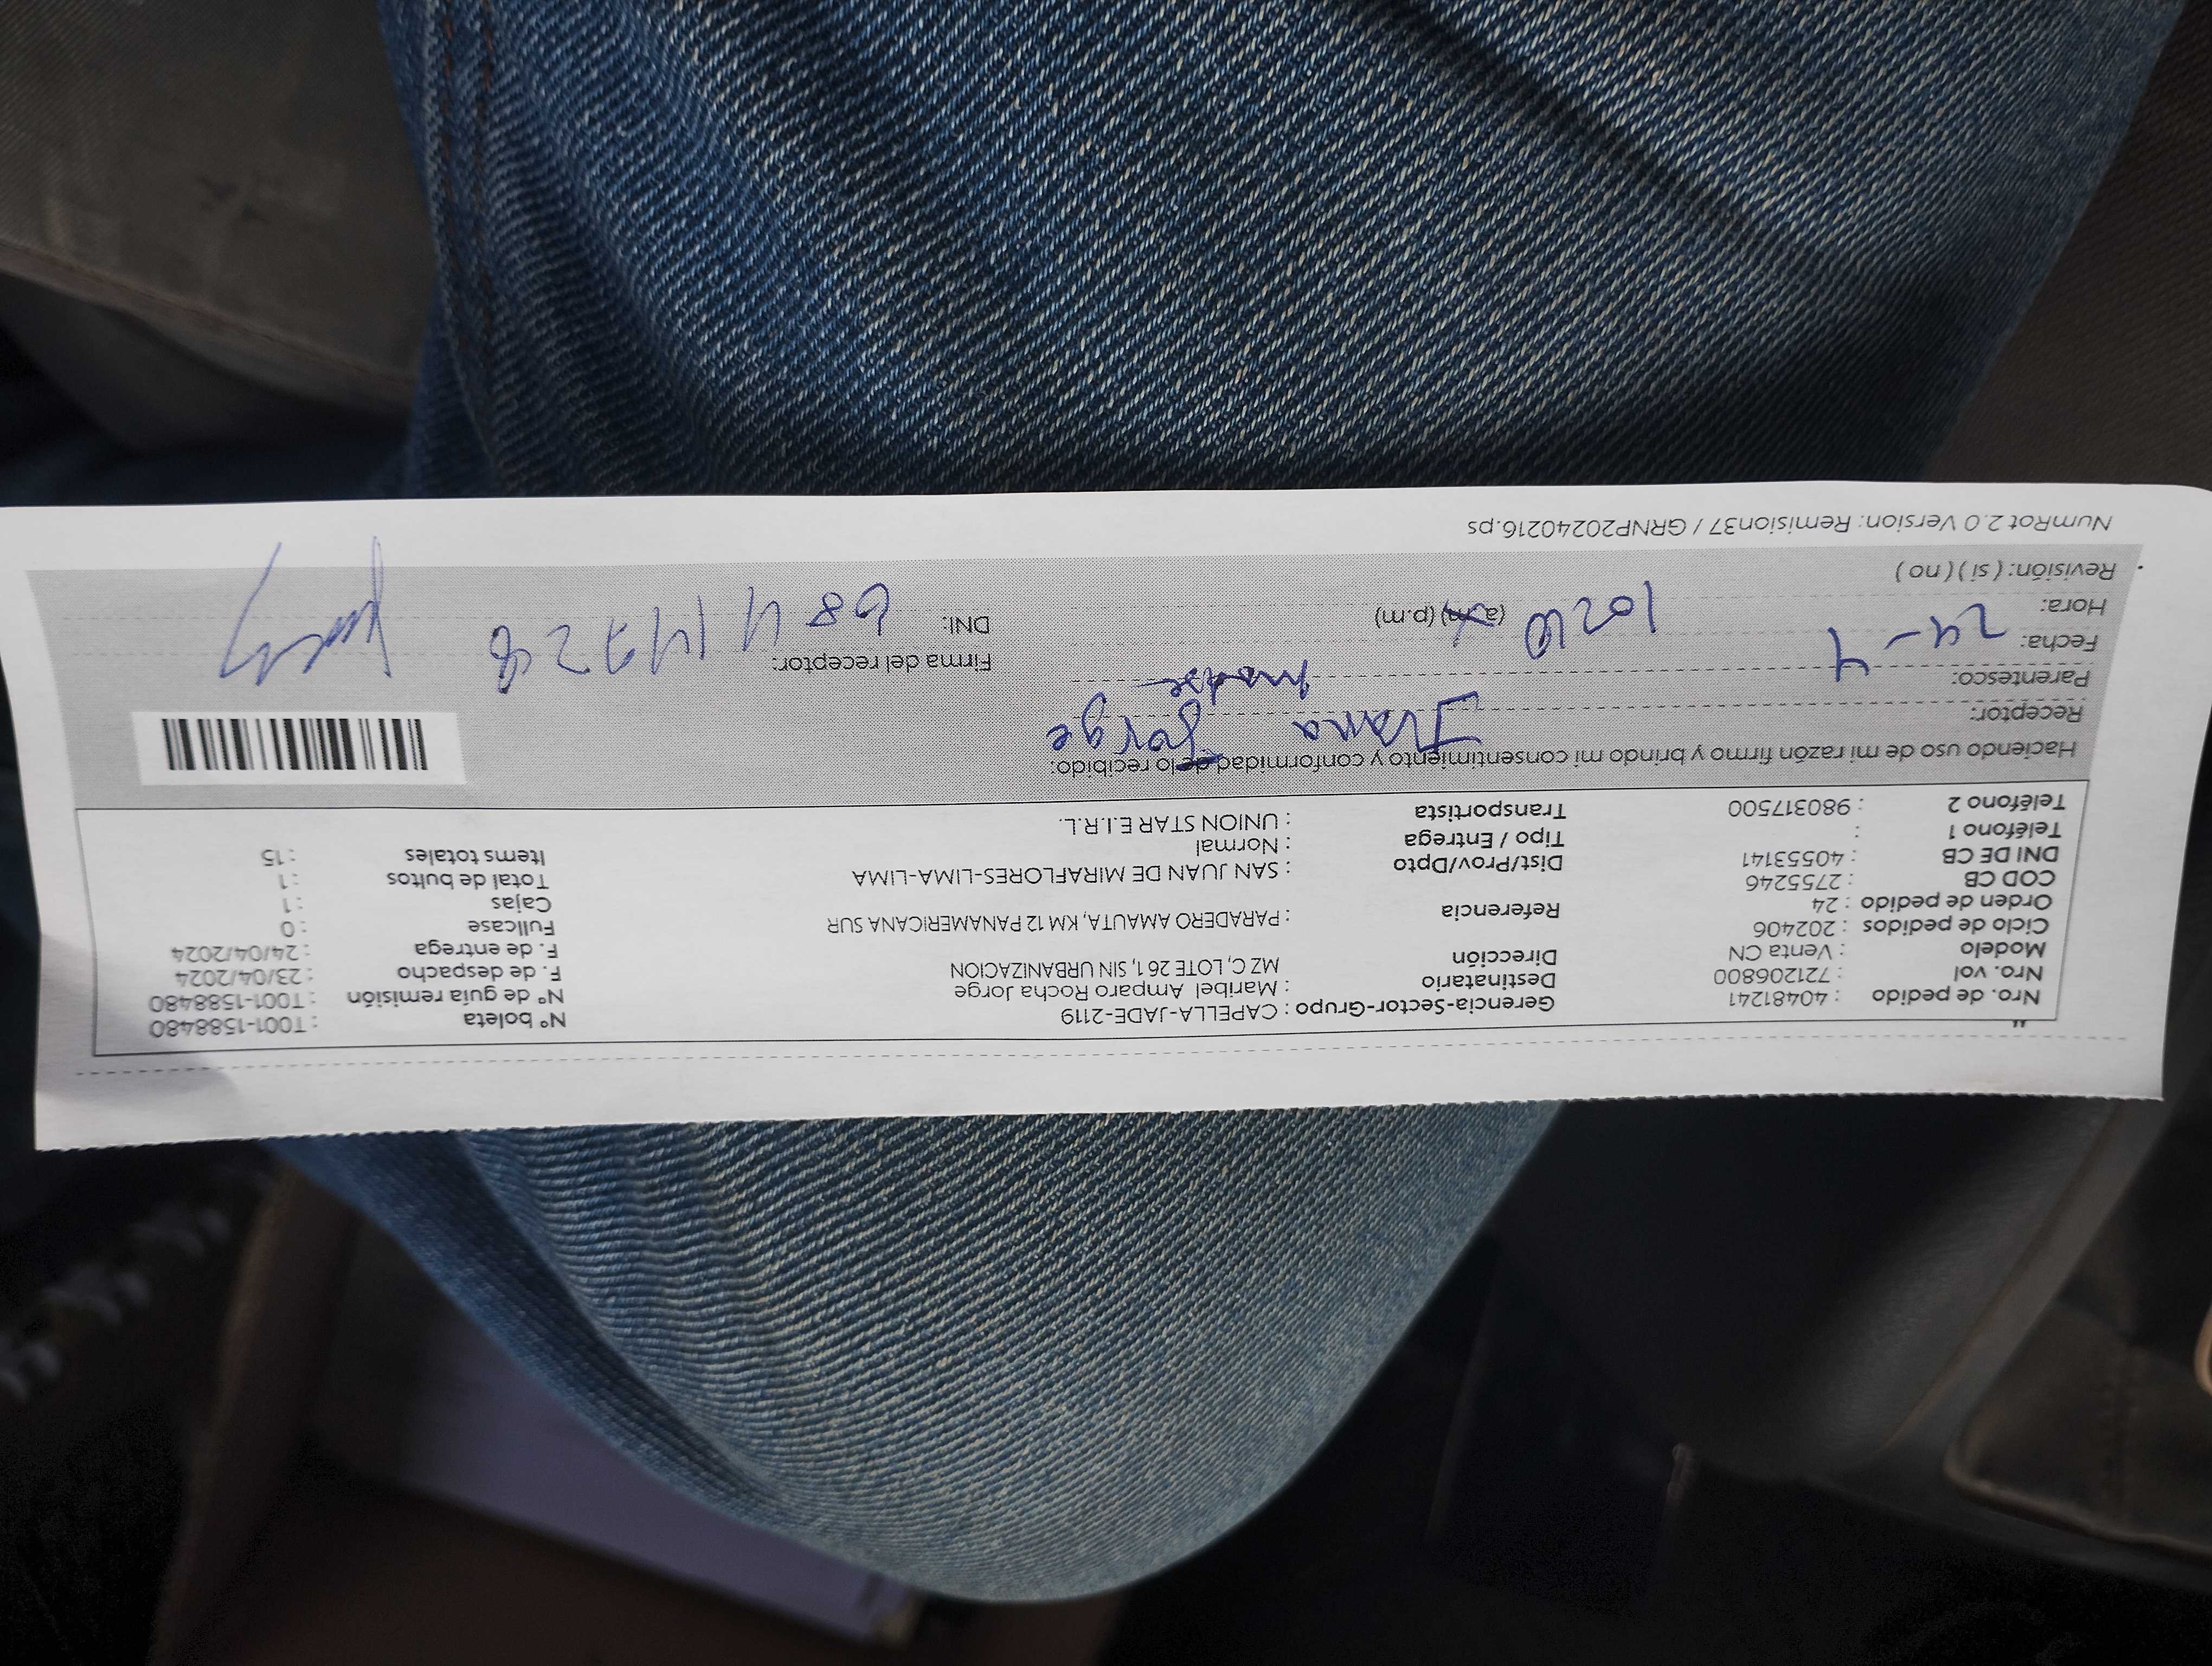 Nro. de pedido : 40481241
Nro. vol : 721206800
Modelo : Venta CN
Ciclo de pedidos : 202406
Orden de pedido : 24
COD CB : 2755246
DNI DE CB : 40553141
Teléfono 1 :
Teléfono 2 : 980317500
Gerencia-Sector-Grupo : CAPELLA-JADE-2119
Destinatario : Maribel Amparo Rocha Jorge
Dirección MZ C, LOTE 26 1, SIN URBANIZACION
Referencia : PARADERO AMAUTA, KM 12 PANAMERICANA SUR
Dist/Prov/Dpto : SAN JUAN DE MIRAFLORES-LIMA-LIMA
Tipo / Entrega : Normal
Transportista : UNION STAR E.I.R.L.
N° boleta : T001-1588480
N° de guía remisión : T001-1588480
F. de despacho : 23/04/2024
F. de entrega : 24/04/2024
Fullcase : 0
Cajas : 1
Total de bultos : 1
Items totales : 15
Haciendo uso de mi razón firmo y brindo mi consentimiento y conformidad de lo recibido:
Receptor: Jorge
Parentesco: madre
Fecha: 24-4
Hora: (a.m) (p.m)
Revisión: ( si ) ( no )
Firma del receptor:
DNI:
NumRot 2.0 Version: Remision37 / GRNP20240216.ps